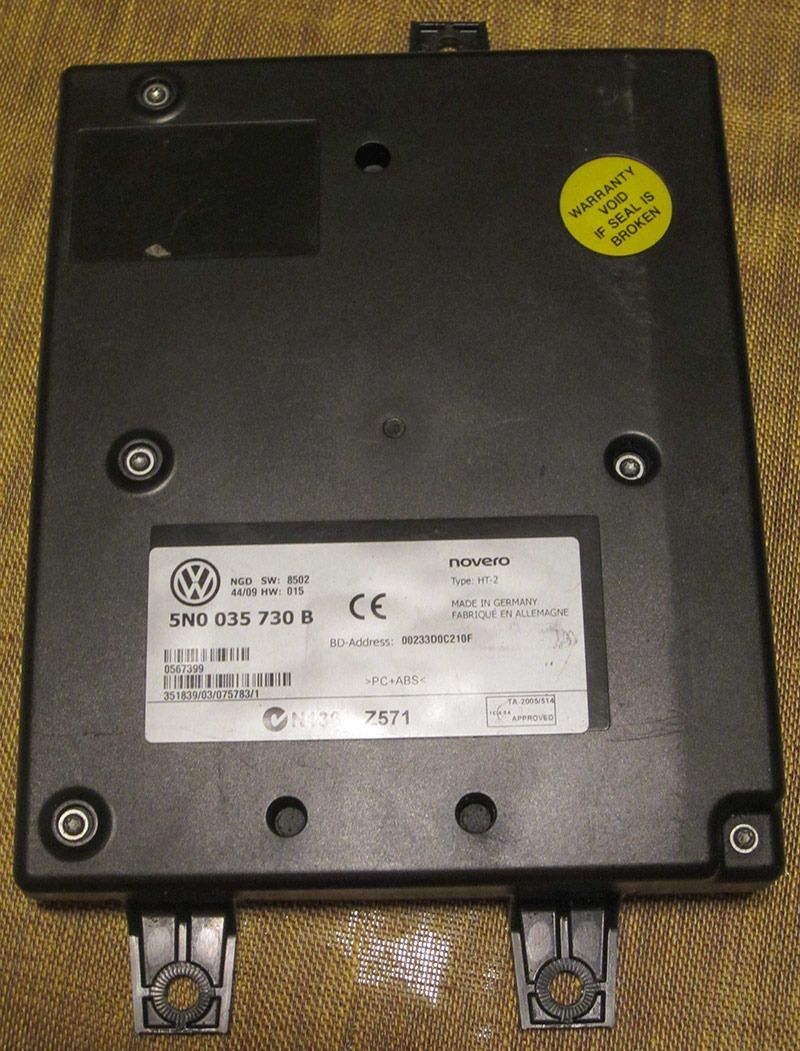 WARRANTY
VOID
IF SEAL IS
BROKEN
novero
NGD SW: 8502
Type: HT-2
44/09 HW: 015
MADE IN GERMANY
5N0 035 730 B
CE
FABRIQUÉ EN ALLEMAGNE
BD-Address: 00233D0C210F
0567399
>PC+ABS<
351839/03/075783/1
TA-2005/514
Z571
APPROVED